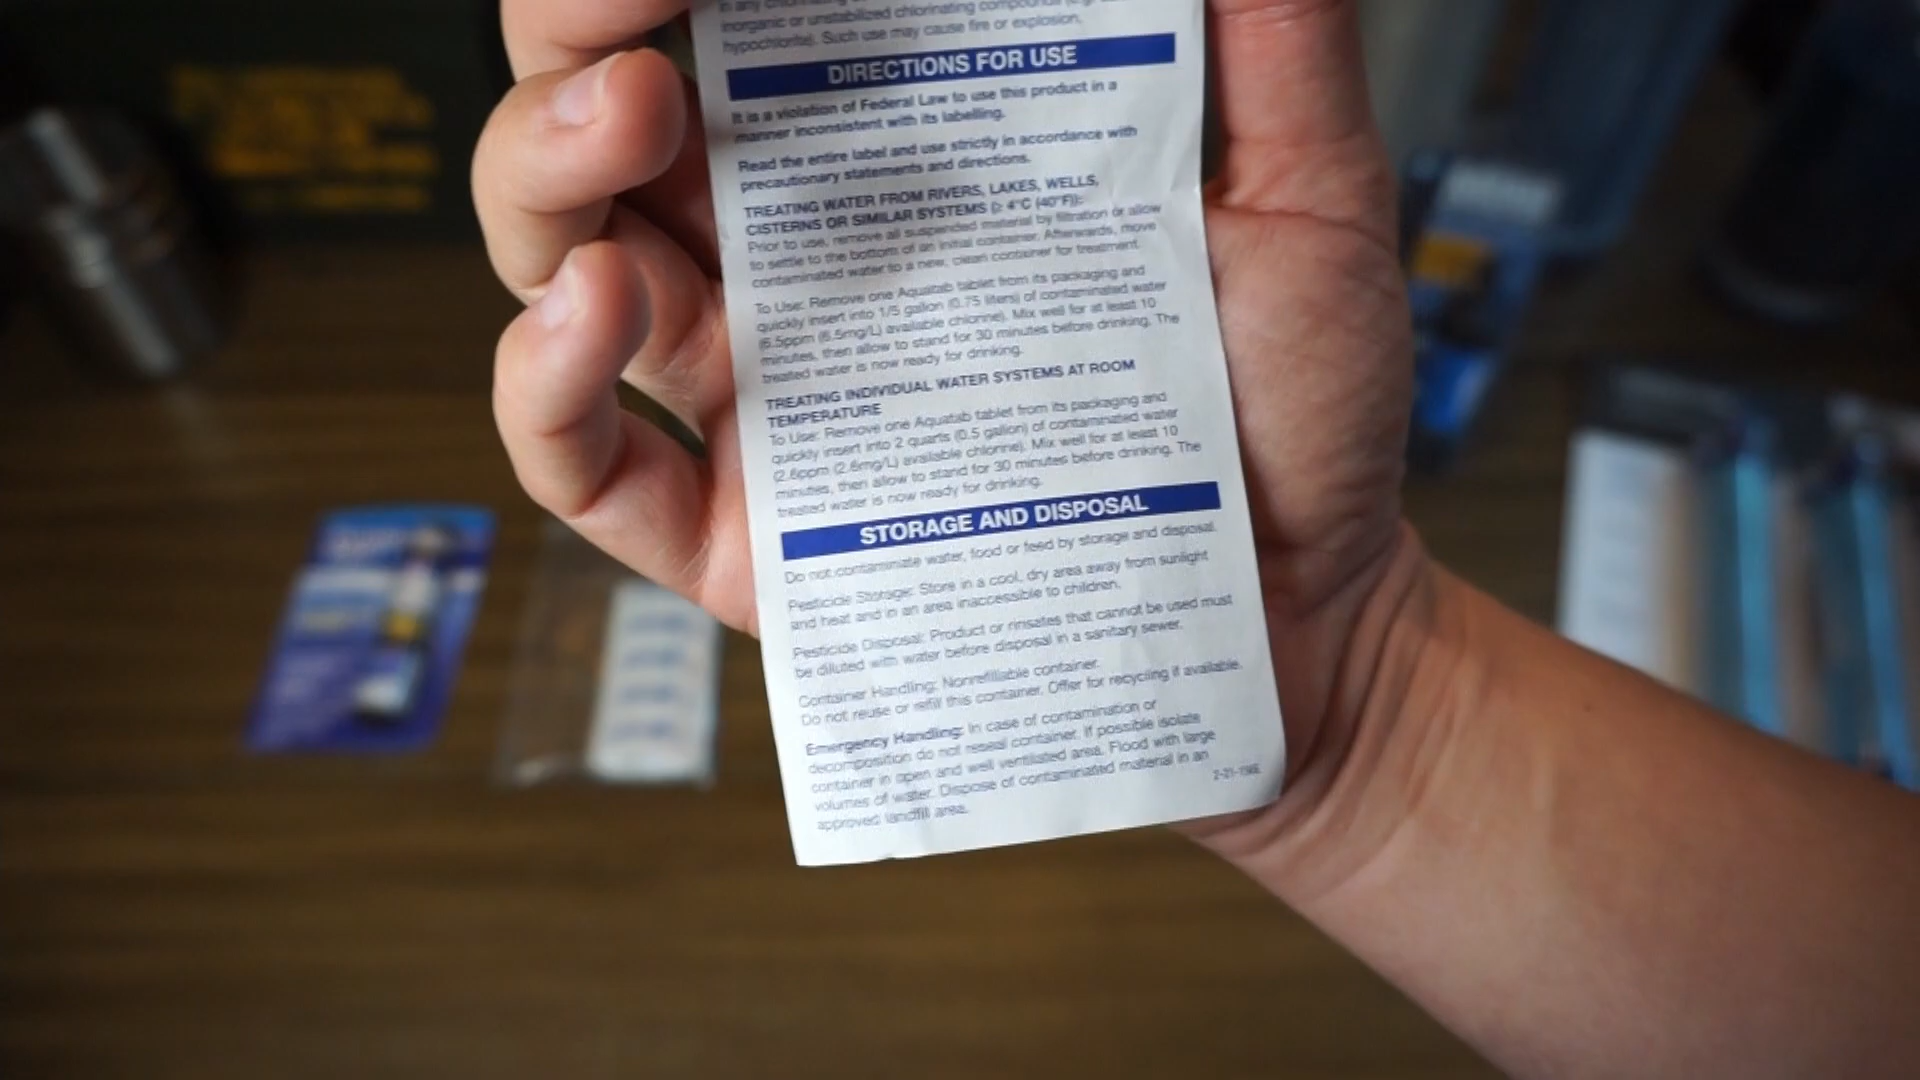 in any
inorganic or unstabilized chlorinating compounds
hypochlorite). Such use may cause fire or explosion.
DIRECTIONS FOR USE
It is a violation of Federal Law to use this product in a
manner inconsistent with its labelling.
Read the entire label and use strictly in accordance with
precautionary statements and directions.
TREATING WATER FROM RIVERS, LAKES, WELLS,
CISTERNS OR SIMILAR SYSTEMS (≥ 4°C (40°F)):
Prior to use, remove all suspended material by filtration or allow
to settle to the bottom of an initial container. Afterwards, move
contaminated water to a new, clean container for treatment.
To Use: Remove one Aquatab tablet from its packaging and
quickly insert into 1/5 gallon (0.75 liters) of contaminated water
(6.5ppm (6.5mg/L) available chlorine). Mix well for at least 10
minutes, then allow to stand for 30 minutes before drinking. The
treated water is now ready for drinking.
TREATING INDIVIDUAL WATER SYSTEMS AT ROOM
TEMPERATURE
To Use: Remove one Aquatab tablet from its packaging and
quickly insert into 2 quarts (0.5 gallon) of contaminated water
(2.6ppm (2.6mg/L) available chlorine). Mix well for at least 10
minutes, then allow to stand for 30 minutes before drinking. The
treated water is now ready for drinking.
STORAGE AND DISPOSAL
Do not contaminate water, food or feed by storage and disposal.
Pesticide Storage: Store in a cool, dry area away from sunlight
and heat and in an area inaccessible to children.
Pesticide Disposal: Product or rinsates that cannot be used must
be diluted with water before disposal in a sanitary sewer.
Container Handling: Nonrefillable container.
Do not reuse or refill this container. Offer for recycling if available.
Emergency Handling: In case of contamination or
decomposition do not reseal container. If possible isolate
container in open and well ventilated area. Flood with large
volumes of water. Dispose of contaminated material in an
approved landfill area.